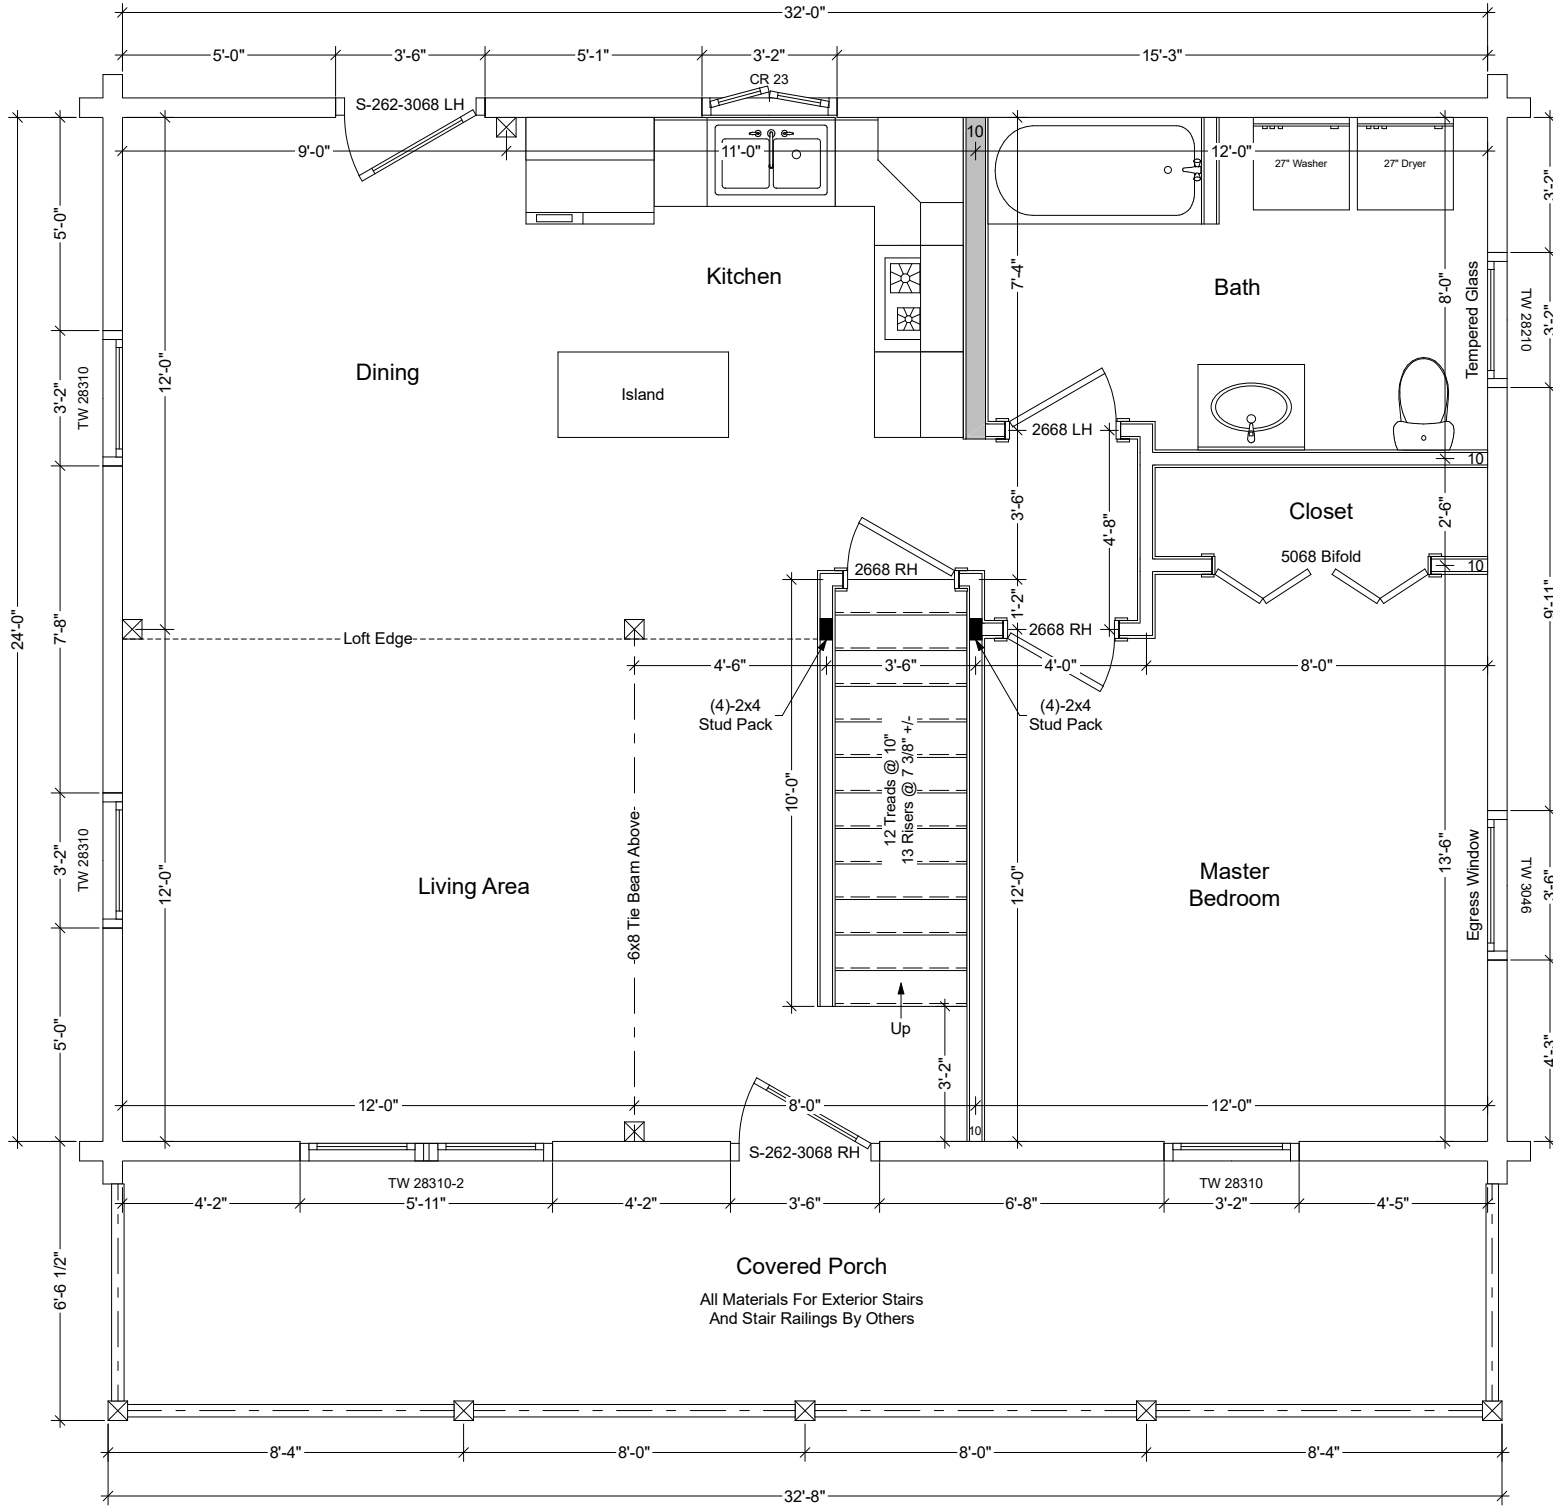 32'-0"
5'-0"
3'-6"
5'-1"
3'-2"
15'-3"
CR 23
S-262-3068 LH
9'-0"
11'-0"
10
12'-0"
27" Washer
27" Dryer
3'-2"
5'-0"
12'-0"
Kitchen
7'-4"
Bath
8'-0"
Tempered Glass
TW 28210
3'-2"
Dining
Island
3'-2"
TW 28310
2668 LH
10
3'-6"
4'-8"
Closet
2'-6"
5068 Bifold
10
2668 RH
1'-2"
9'-11"
24'-0"
7'-8"
Loft Edge
2668 RH
4'-6"
3'-6"
4'-0"
8'-0"
(4)-2x4
Stud Pack
(4)-2x4
Stud Pack
10'-0"
12 Treads @ 10"
13 Risers @ 7 3/8" +/-
3'-2"
TW 28310
12'-0"
Living Area
6x8 Tie Beam Above
12'-0"
Master
Bedroom
13'-6"
Egress Window
TW 3046
3'-6"
Up
5'-0"
3'-2"
4'-3"
12'-0"
8'-0"
12'-0"
10
S-262-3068 RH
TW 28310-2
TW 28310
4'-2"
5'-11"
4'-2"
3'-6"
6'-8"
3'-2"
4'-5"
6'-6 1/2"
Covered Porch
All Materials For Exterior Stairs
And Stair Railings By Others
8'-4"
8'-0"
8'-0"
8'-4"
32'-8"